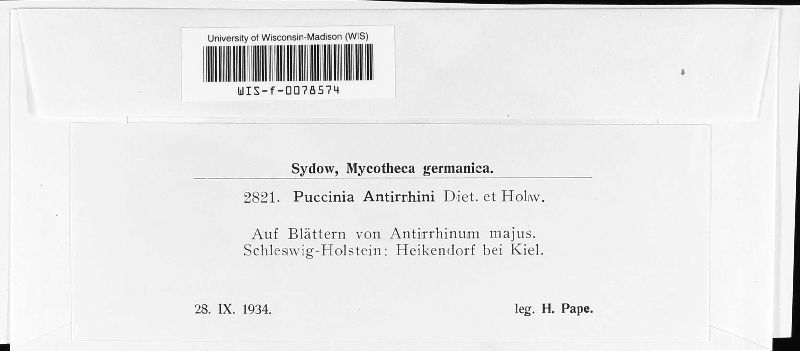 University of Wisconsin-Madison (WIS)
WIS-f-0078574
Sydow, Mycotheca germanica.
2821. Puccinia Antirrhini Diet. et Holw.
Auf Blättern von Antirrhinum majus.
Schleswig-Holstein: Heikendorf bei Kiel.
28. IX. 1934. leg. H. Pape.